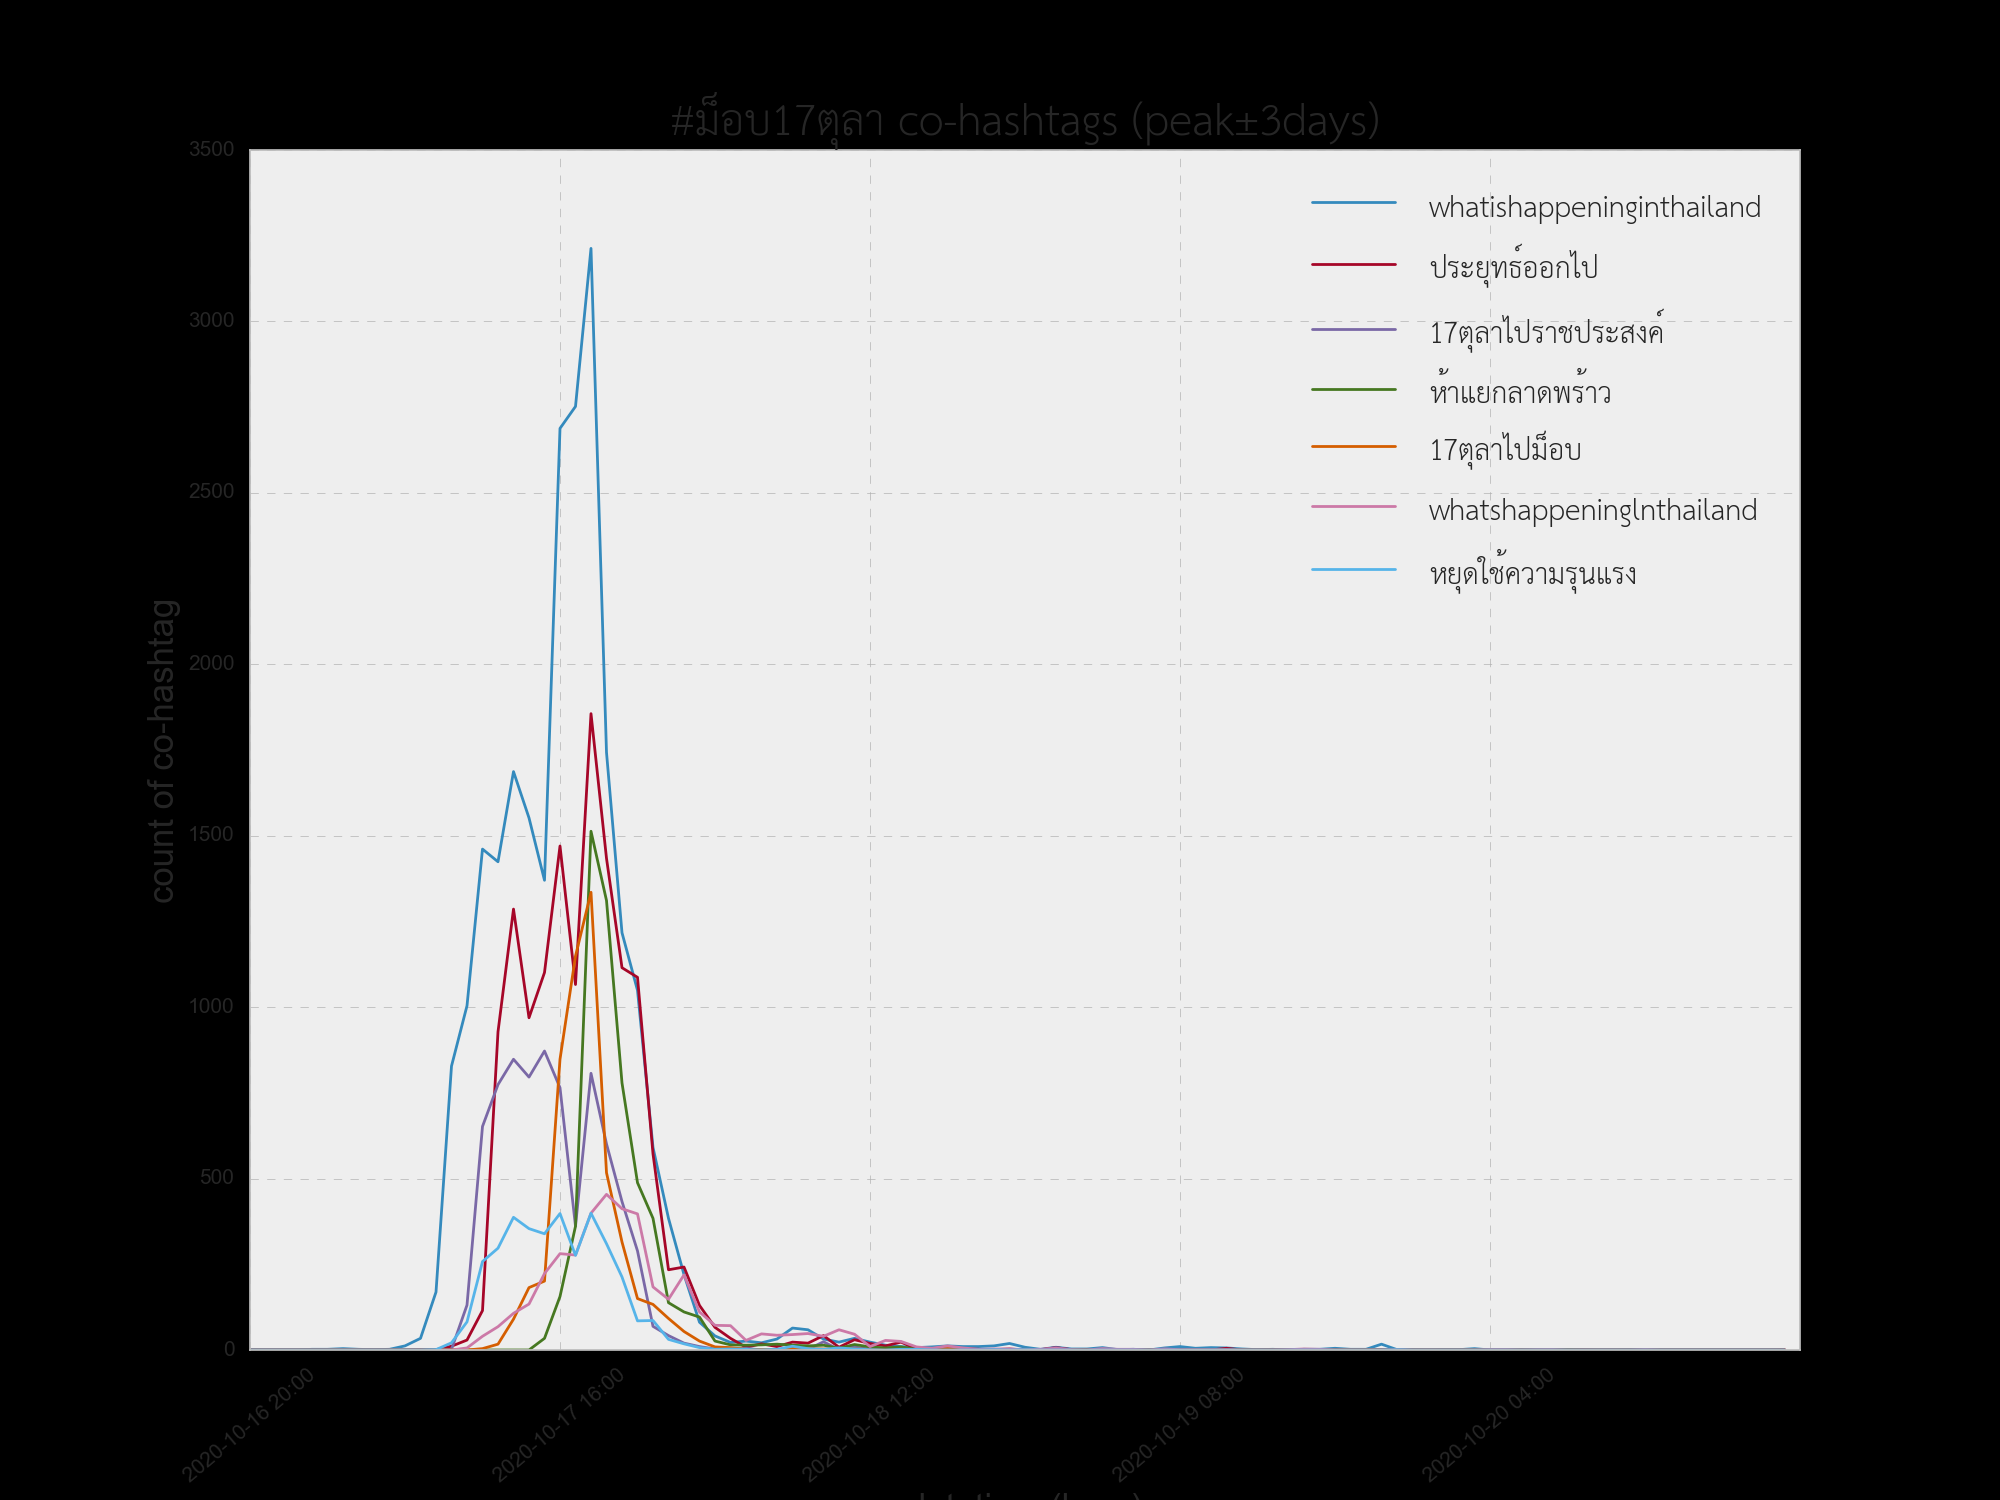 #ม็อบ17ตุลา co-hashtags (peak±3days)
3500
3000
2500
2000
1500
1000
500
0
count of co-hashtag
whatishappeninginthailand
ประยุทธ์ออกไป
17ตุลาไปราชประสงค์
ห้าแยกลาดพร้าว
17ตุลาไปม็อบ
whatshappeninglnthailand
หยุดใช้ความรุนแรง
2020-10-16 20:00
2020-10-17 16:00
2020-10-18 12:00
2020-10-19 08:00
2020-10-20 04:00